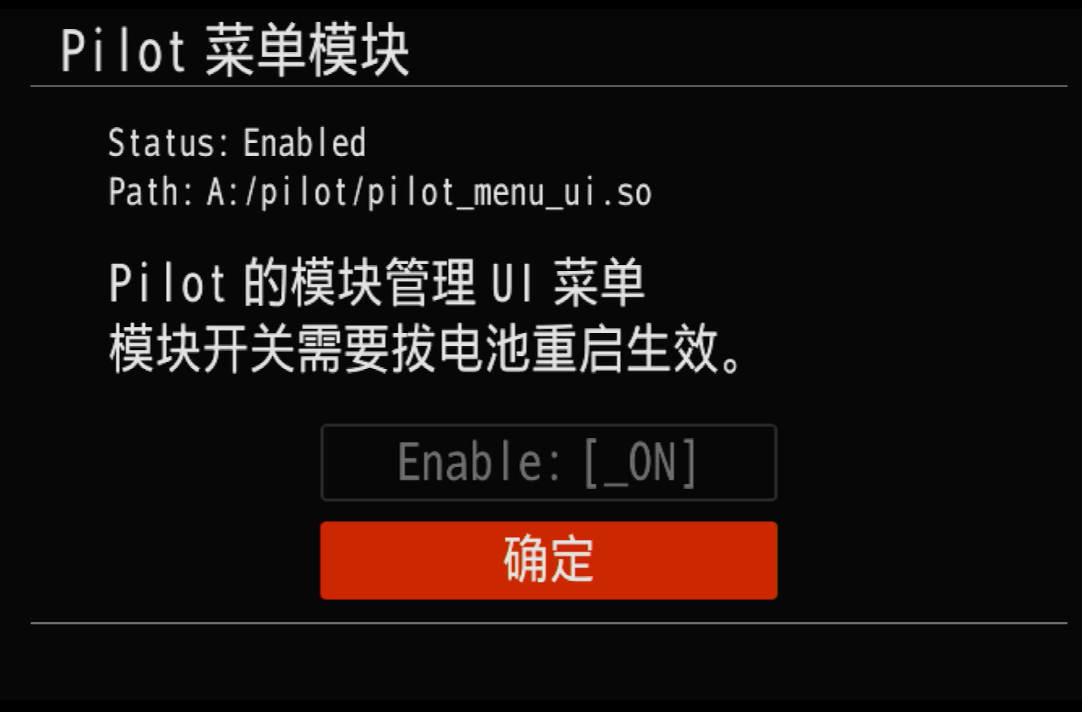 Pilot 菜单模块
Status: Enabled
Path: A:/pilot/pilot_menu_ui.so
Pilot 的模块管理 UI 菜单
模块开关需要拔电池重启生效。
Enable: [_ON]
确定